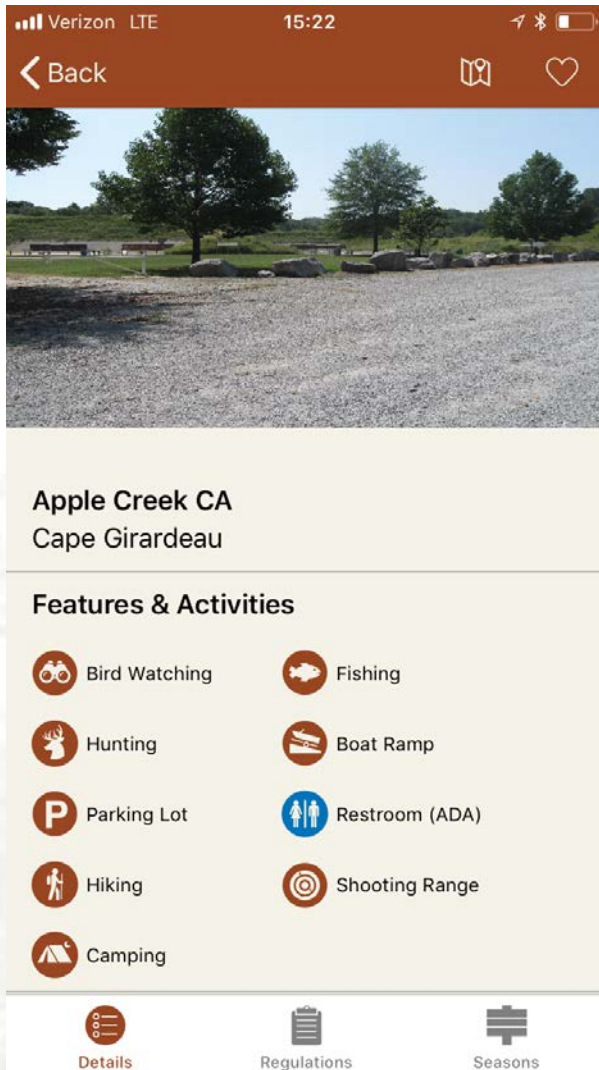 Verizon LTE 15:22
Back
Apple Creek CA
Cape Girardeau
Features & Activities
Bird Watching Fishing
Hunting Boat Ramp
P Parking Lot Restroom (ADA)
Hiking Shooting Range
Camping
Details Regulations Seasons